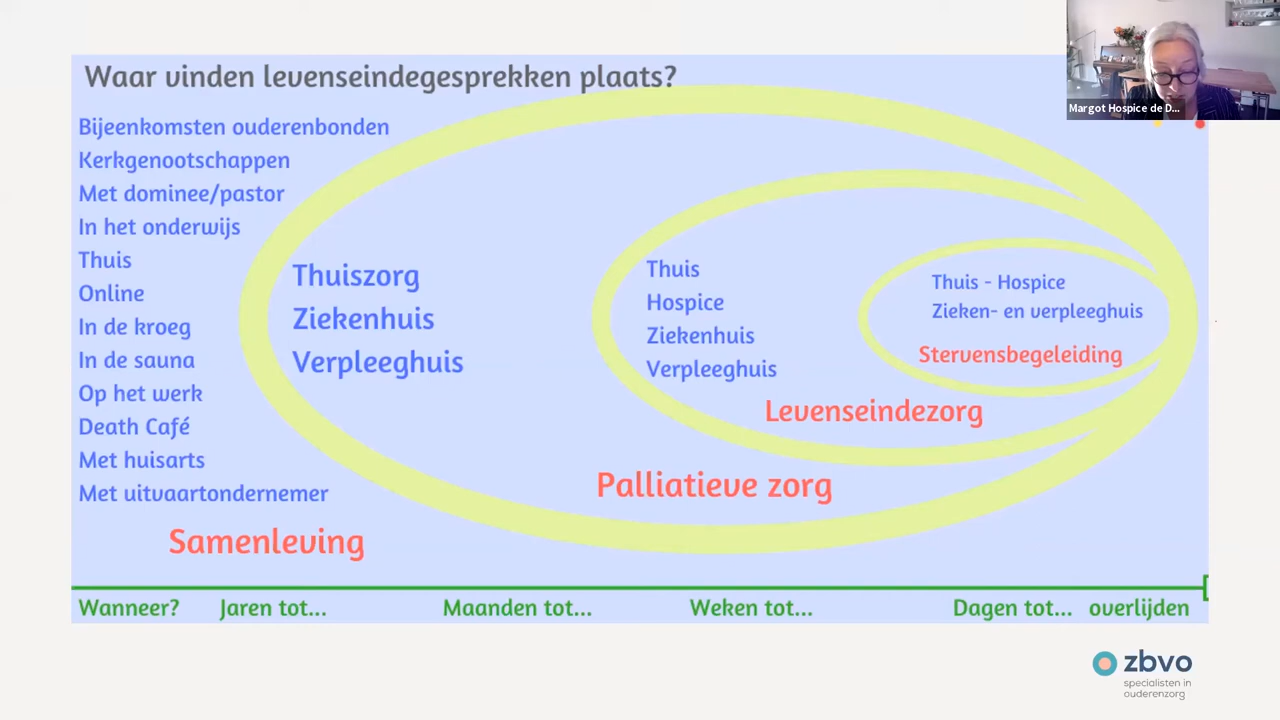 Waar vinden levenseindegesprekken plaats?
Margot Hospice de D...
Bijeenkomsten ouderenbonden
Kerkgenootschappen
Met dominee/pastor
In het onderwijs
Thuis
Online
In de kroeg
In de sauna
Op het werk
Death Café
Met huisarts
Met uitvaartondernemer
Samenleving
Thuiszorg
Ziekenhuis
Verpleeghuis
Palliatieve zorg
Thuis
Hospice
Ziekenhuis
Verpleeghuis
Levenseindezorg
Thuis - Hospice
Zieken- en verpleeghuis
Stervensbegeleiding
Wanneer? Jaren tot... Maanden tot... Weken tot... Dagen tot... overlijden
zbvo
specialisten in
ouderenzorg